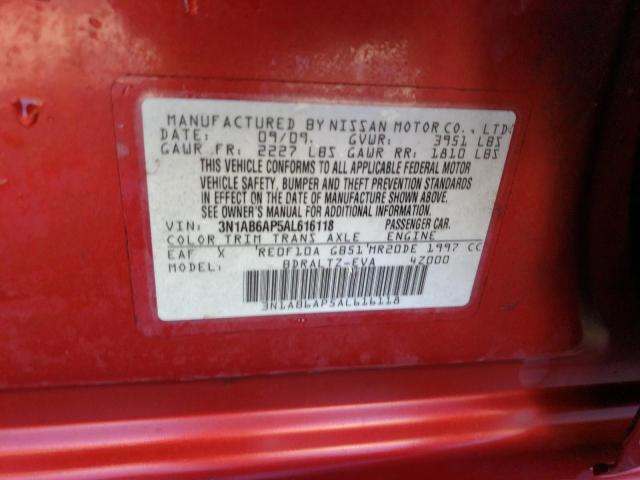 MANUFACTURED BY NISSAN MOTOR CO., LTD.
DATE: 09/09. GVWR: 3951 LBS
GAWR FR: 2227 LBS GAWR RR: 1810 LBS
THIS VEHICLE CONFORMS TO ALL APPLICABLE FEDERAL MOTOR
VEHICLE SAFETY, BUMPER AND THEFT PREVENTION STANDARDS
IN EFFECT ON THE DATE OF MANUFACTURE SHOWN ABOVE.
SEE OWNER'S MANUAL FOR ADDITIONAL INFORMATION.
VIN: 3N1AB6AP5AL616118 PASSENGER CAR.
COLOR TRIM TRANS AXLE ENGINE
EAF X RE0F10A GB51 MR20DE 1997 CC
MODEL: BDRALTZ-EVA 4Z000
3N1AB6AP5AL616118